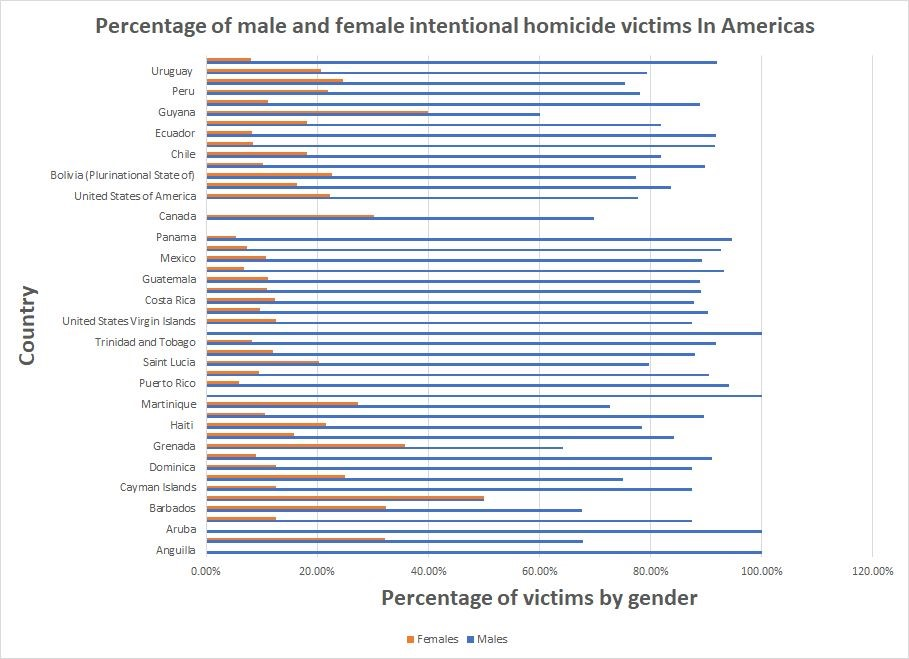 Percentage of male and female intentional homicide victims In Americas
Country
Uruguay
Peru
Guyana
Ecuador
Chile
Bolivia (Plurinational State of)
United States of America
Canada
Panama
Mexico
Guatemala
Costa Rica
United States Virgin Islands
Trinidad and Tobago
Saint Lucia
Puerto Rico
Martinique
Haiti
Grenada
Dominica
Cayman Islands
Barbados
Aruba
Anguilla
0.00% 20.00% 40.00% 60.00% 80.00% 100.00% 120.00%
Percentage of victims by gender
Females Males